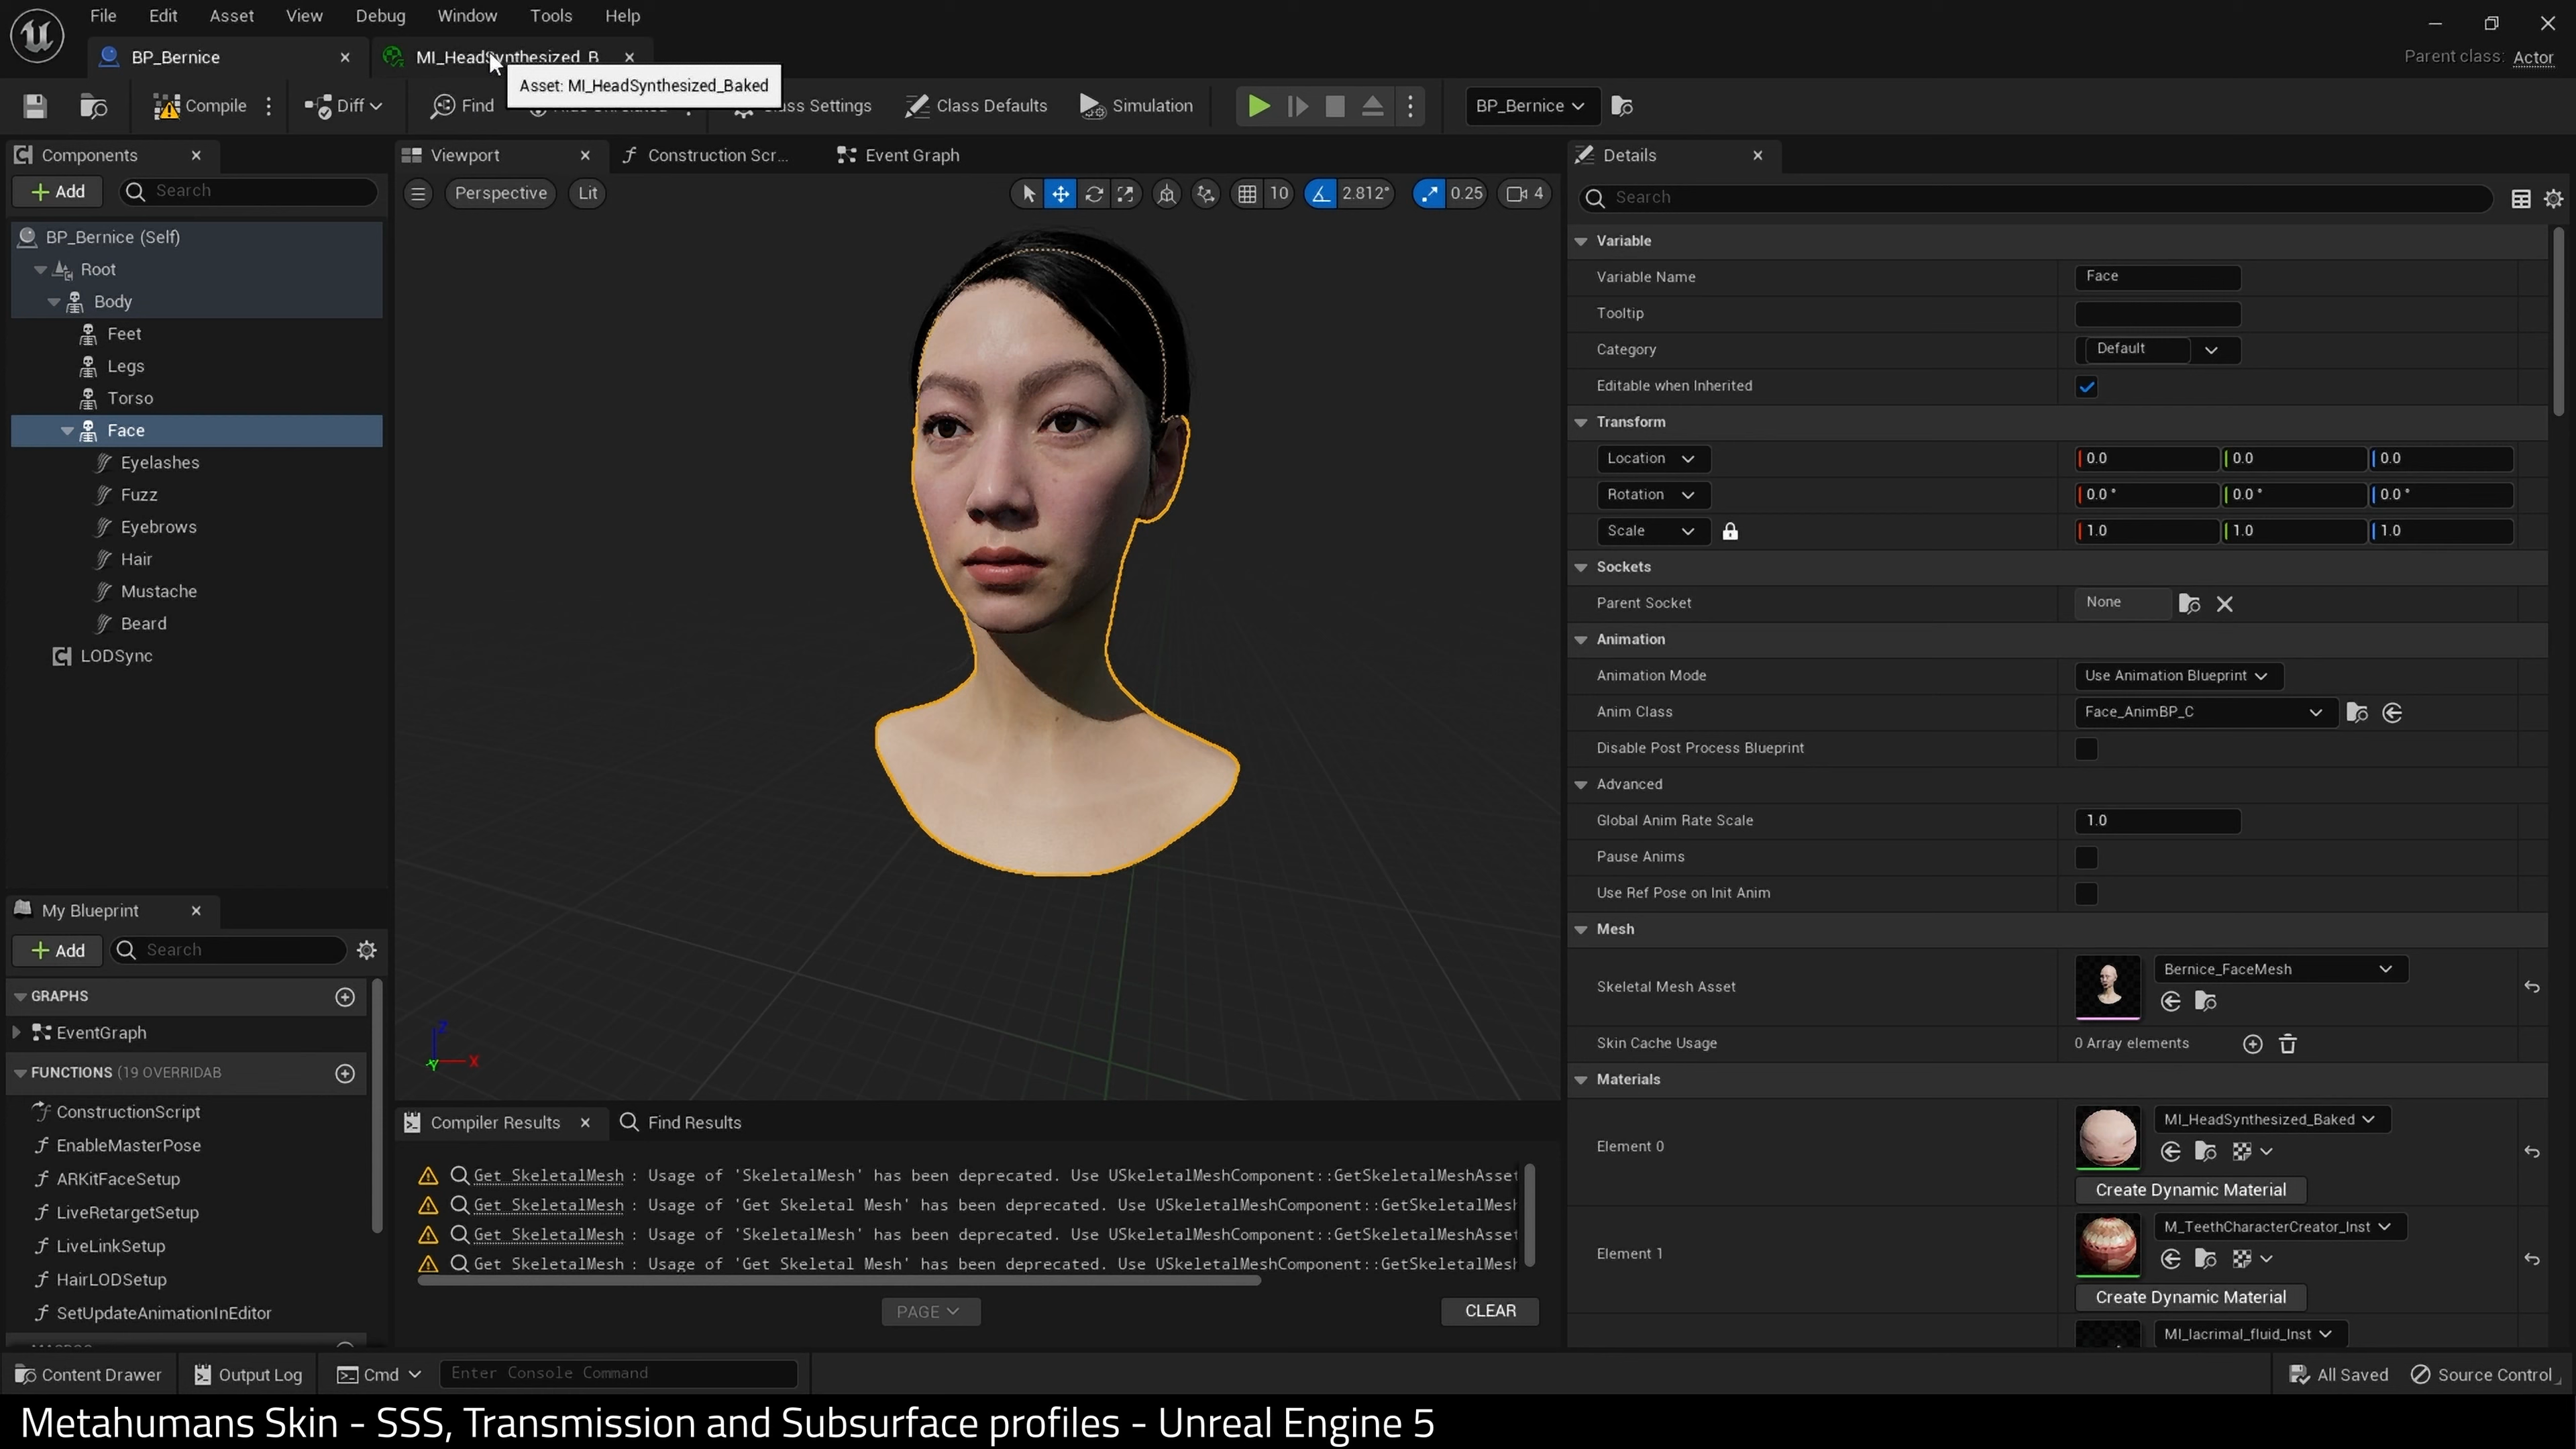 File Edit Asset View Debug Window Tools Help
BP_Bernice
MI_HeadSynthesized_B
Parent class: Actor
Asset: MI_HeadSynthesized_Baked
Compile
Diff
Find
Class Settings
Class Defaults
Simulation
BP_Bernice
Components
Add
Search
BP_Bernice (Self)
Root
Body
Feet
Legs
Torso
Face
Eyelashes
Fuzz
Eyebrows
Hair
Mustache
Beard
LODSync
My Blueprint
Add
Search
GRAPHS
EventGraph
FUNCTIONS (19 OVERRIDAB
ConstructionScript
EnableMasterPose
ARKitFaceSetup
LiveRetargetSetup
LiveLinkSetup
HairLODSetup
SetUpdateAnimationInEditor
Viewport
Construction Scr...
Event Graph
Perspective
Lit
10
2.812°
0.25
4
Z
Y
X
Compiler Results
Find Results
Get SkeletalMesh : Usage of 'SkeletalMesh' has been deprecated. Use USkeletalMeshComponent::GetSkeletalMeshAsset
Get SkeletalMesh : Usage of 'Get Skeletal Mesh' has been deprecated. Use USkeletalMeshComponent::GetSkeletalMesh
Get SkeletalMesh : Usage of 'SkeletalMesh' has been deprecated. Use USkeletalMeshComponent::GetSkeletalMeshAsset
Get SkeletalMesh : Usage of 'Get Skeletal Mesh' has been deprecated. Use USkeletalMeshComponent::GetSkeletalMesh
PAGE
CLEAR
Details
Search
Variable
Variable Name
Face
Tooltip
Category
Default
Editable when Inherited
Transform
Location
0.0 0.0 0.0
Rotation
0.0 ° 0.0 ° 0.0 °
Scale
1.0 1.0 1.0
Sockets
Parent Socket
None
Animation
Animation Mode
Use Animation Blueprint
Anim Class
Face_AnimBP_C
Disable Post Process Blueprint
Advanced
Global Anim Rate Scale
1.0
Pause Anims
Use Ref Pose on Init Anim
Mesh
Skeletal Mesh Asset
Bernice_FaceMesh
Skin Cache Usage
0 Array elements
Materials
Element 0
MI_HeadSynthesized_Baked
Create Dynamic Material
Element 1
M_TeethCharacterCreator_Inst
Create Dynamic Material
MI_lacrimal_fluid_Inst
Content Drawer
Output Log
Cmd
Enter Console Command
All Saved
Source Control
Metahumans Skin - SSS, Transmission and Subsurface profiles - Unreal Engine 5